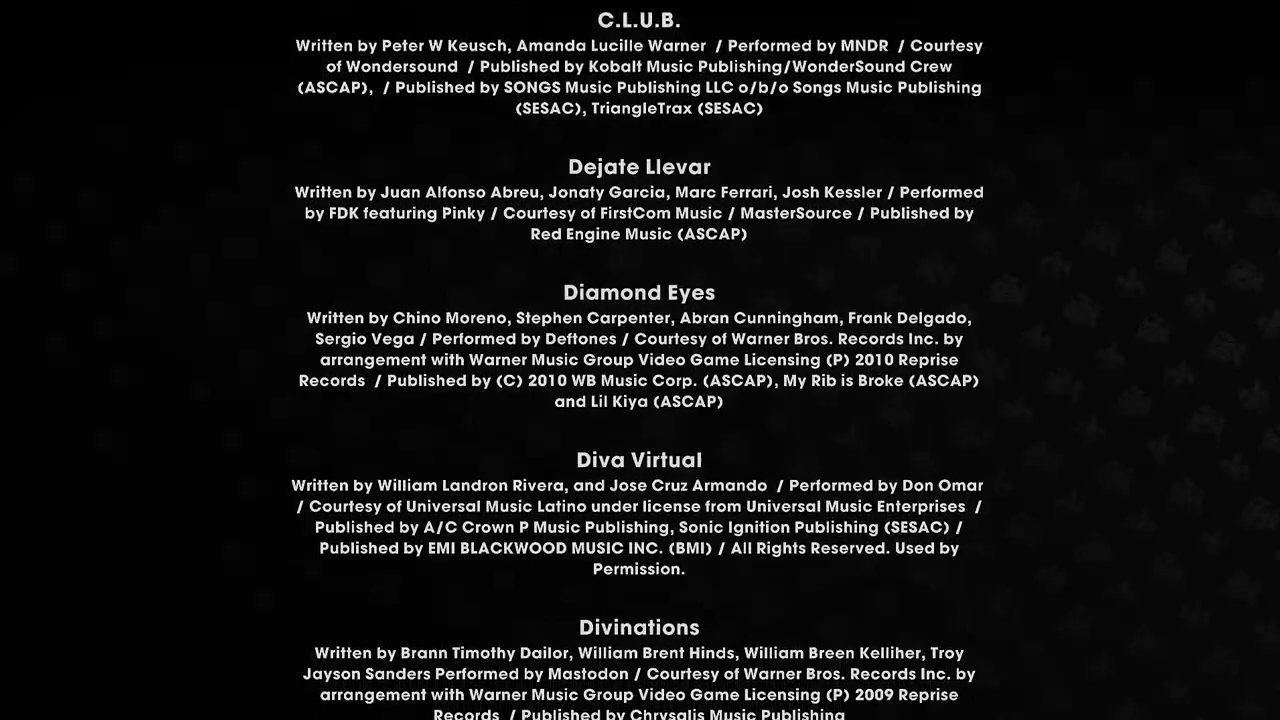 C.L.U.B.
Written by Peter W Keusch, Amanda Lucille Warner / Performed by MNDR / Courtesy
of Wondersound / Published by Kobalt Music Publishing/WonderSound Crew
(ASCAP), / Published by SONGS Music Publishing LLC o/b/o Songs Music Publishing
(SESAC), TriangleTrax (SESAC)
Dejate Llevar
Written by Juan Alfonso Abreu, Jonaty Garcia, Marc Ferrari, Josh Kessler / Performed
by FDK featuring Pinky / Courtesy of FirstCom Music / MasterSource / Published by
Red Engine Music (ASCAP)
Diamond Eyes
Written by Chino Moreno, Stephen Carpenter, Abran Cunningham, Frank Delgado,
Sergio Vega / Performed by Deftones / Courtesy of Warner Bros. Records Inc. by
arrangement with Warner Music Group Video Game Licensing (P) 2010 Reprise
Records / Published by (C) 2010 WB Music Corp. (ASCAP), My Rib is Broke (ASCAP)
and Lil Kiya (ASCAP)
Diva Virtual
Written by William Landron Rivera, and Jose Cruz Armando / Performed by Don Omar
/ Courtesy of Universal Music Latino under license from Universal Music Enterprises /
Published by A/C Crown P Music Publishing, Sonic Ignition Publishing (SESAC) /
Published by EMI BLACKWOOD MUSIC INC. (BMI) / All Rights Reserved. Used by
Permission.
Divinations
Written by Brann Timothy Dailor, William Brent Hinds, William Breen Kelliher, Troy
Jayson Sanders Performed by Mastodon / Courtesy of Warner Bros. Records Inc. by
arrangement with Warner Music Group Video Game Licensing (P) 2009 Reprise
Records / Published by Chrysalis Music Publishing